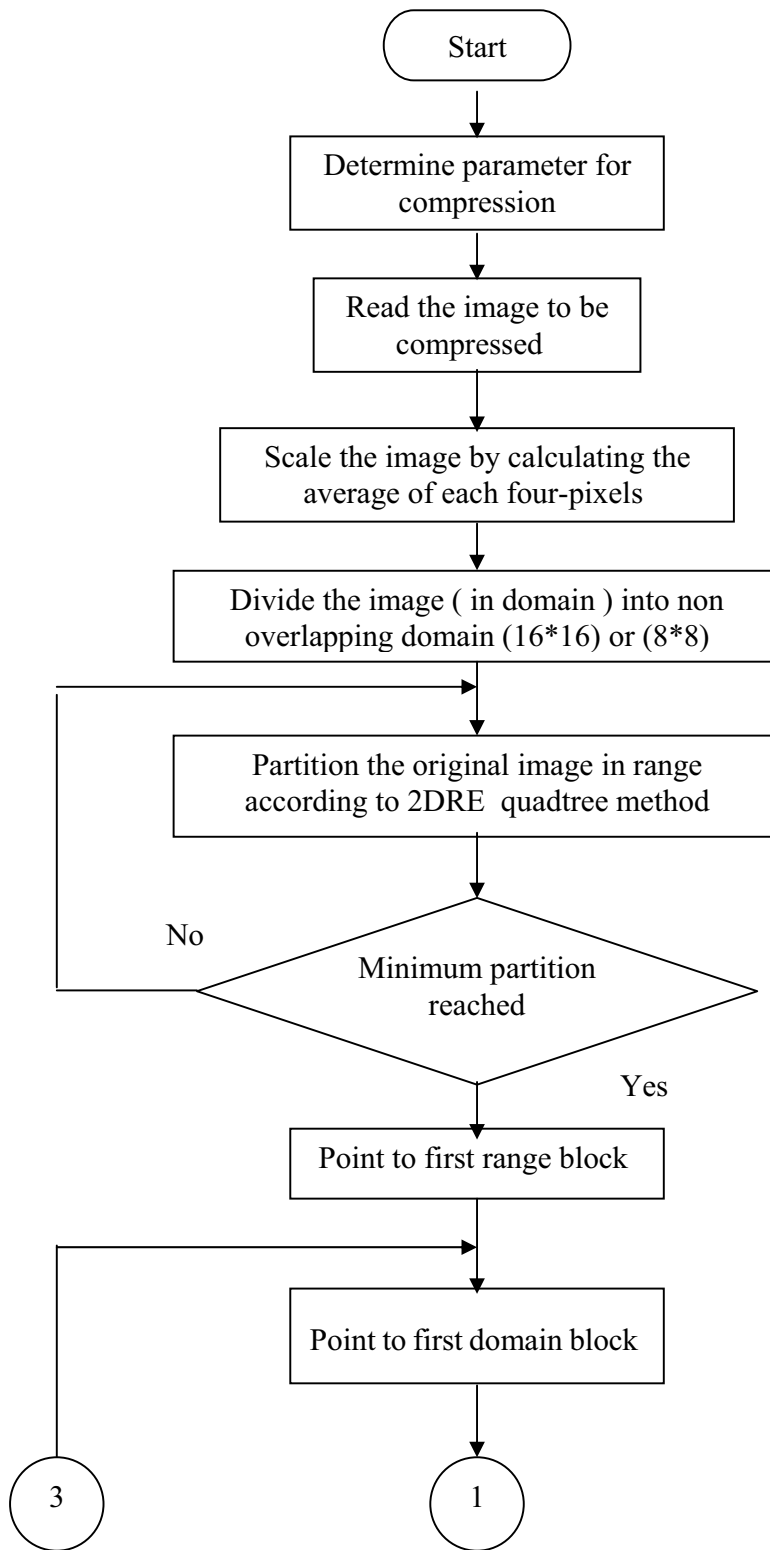 Start
Determine parameter for
compression
Read the image to be
compressed
Scale the image by calculating the
average of each four-pixels
Divide the image ( in domain ) into non
overlapping domain (16*16) or (8*8)
Partition the original image in range
according to 2DRE quadtree method
No
Minimum partition
reached
Yes
Point to first range block
Point to first domain block
3
1